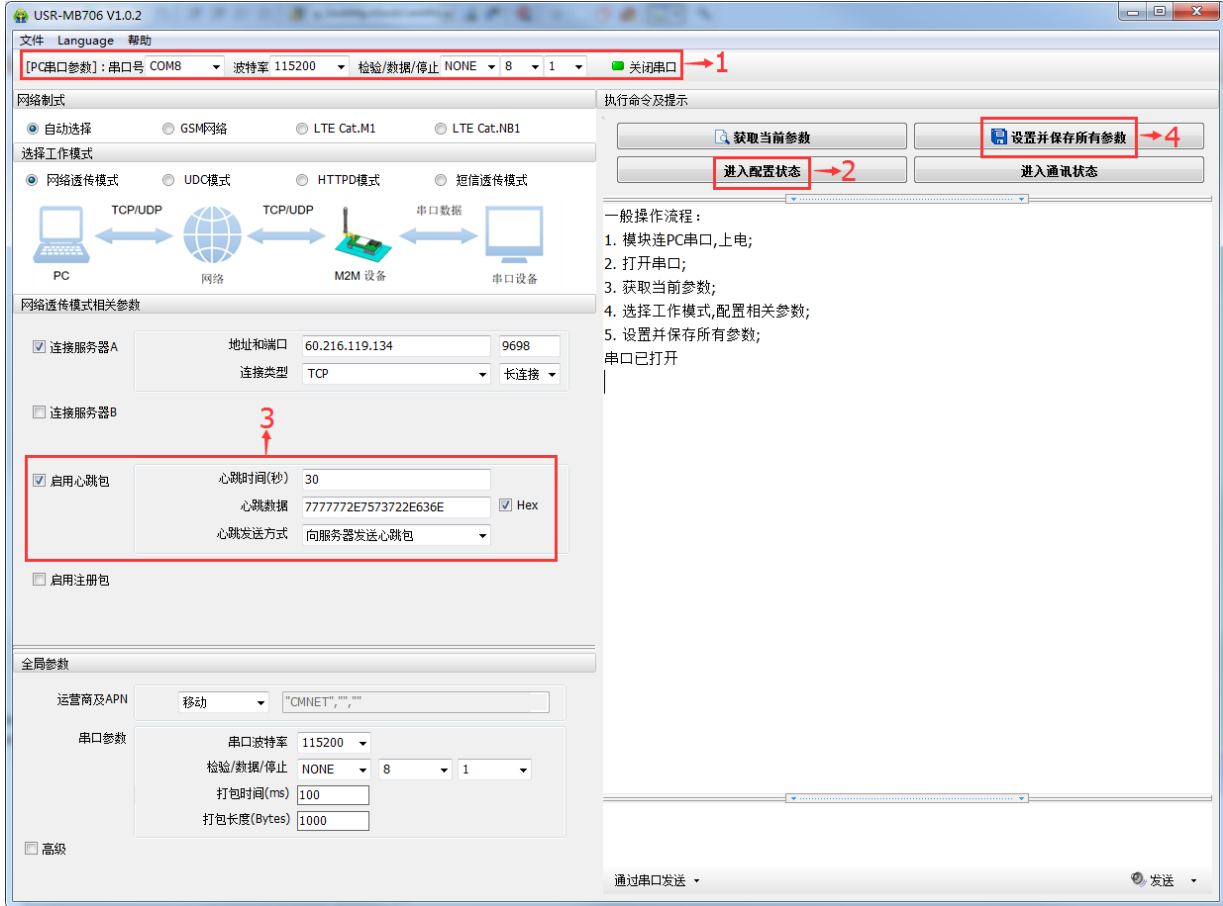 USR-MB706 V1.0.2
文件 Language 帮助
[PC串口参数]：串口号 COM8 波特率 115200 检验/数据/停止 NONE 8 1 关闭串口 1
网络制式
自动选择 GSM网络 LTE Cat.M1 LTE Cat.NB1
选择工作模式
网络透传模式 UDC模式 HTTPD模式 短信透传模式
TCP/UDP TCP/UDP 串口数据
PC 网络 M2M 设备 串口设备
网络透传模式相关参数
连接服务器A 地址和端口 60.216.119.134 9698
连接类型 TCP 长连接
连接服务器B
3
启用心跳包 心跳时间(秒) 30
心跳数据 7777772E7573722E636E Hex
心跳发送方式 向服务器发送心跳包
启用注册包
全局参数
运营商及APN 移动 "CMNET","",""
串口参数 串口波特率 115200
检验/数据/停止 NONE 8 1
打包时间(ms) 100
打包长度(Bytes) 1000
高级
执行命令及提示
获取当前参数 设置并保存所有参数 4
进入配置状态 2 进入通讯状态
一般操作流程：
1. 模块连PC串口,上电;
2. 打开串口;
3. 获取当前参数;
4. 选择工作模式,配置相关参数;
5. 设置并保存所有参数;
串口已打开
通过串口发送 发送